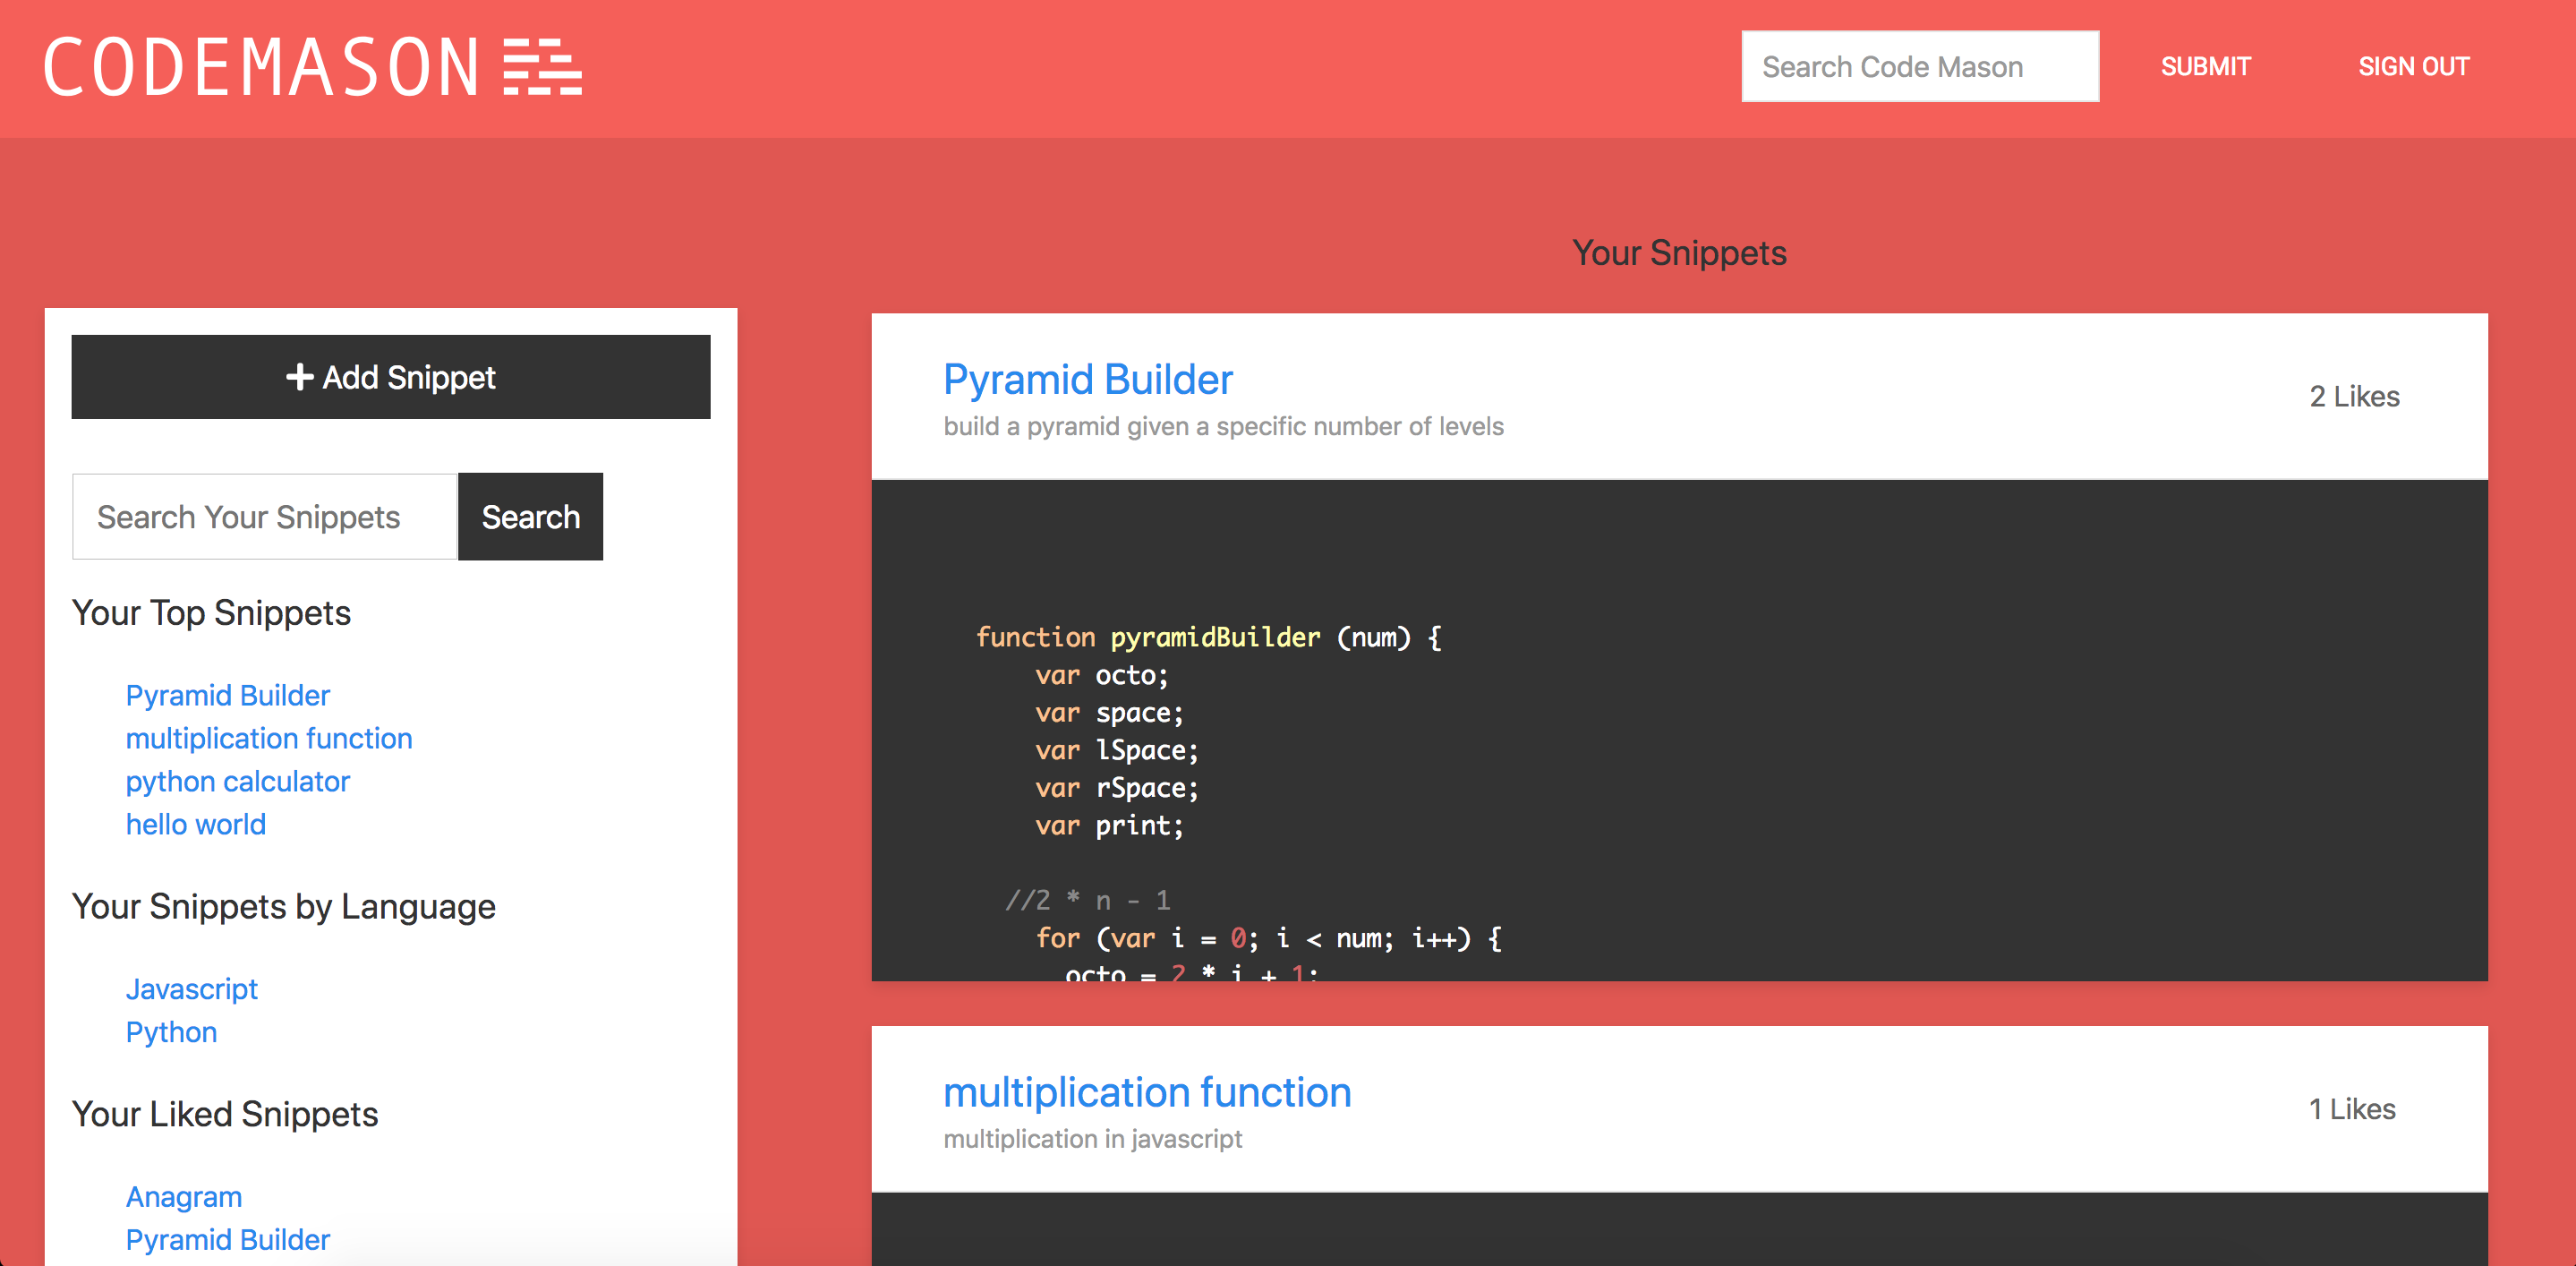 CODEMASON
Search Code Mason
SUBMIT
SIGN OUT
Add Snippet
Search Your Snippets
Search
Your Top Snippets
Pyramid Builder
multiplication function
python calculator
hello world
Your Snippets by Language
Javascript
Python
Your Liked Snippets
Anagram
Pyramid Builder
Your Snippets
Pyramid Builder
build a pyramid given a specific number of levels
2 Likes
function pyramidBuilder (num) {
var octo;
var space;
var lSpace;
var rSpace;
var print;
//2 * n - 1
for (var i = 0; i < num; i++) {
octo = 2 * i + 1;
multiplication function
multiplication in javascript
1 Likes